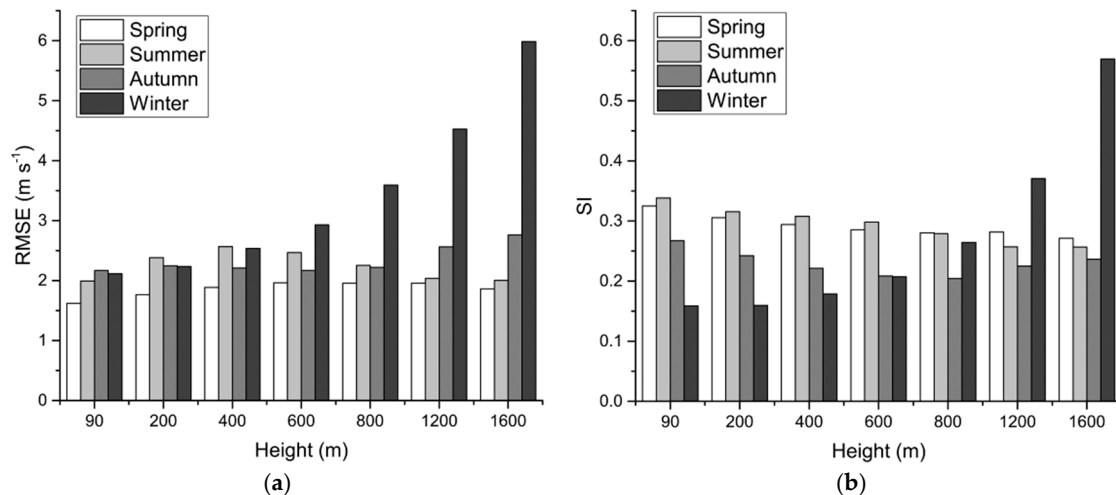 Spring
Summer
Autumn
Winter
RMSE (m s⁻¹)
6
5
4
3
2
1
0
90 200 400 600 800 1200 1600
Height (m)
(a)
Spring
Summer
Autumn
Winter
SI
0.6
0.5
0.4
0.3
0.2
0.1
0.0
90 200 400 600 800 1200 1600
Height (m)
(b)